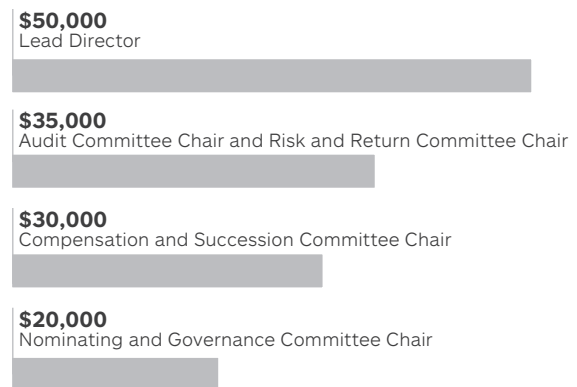 $50,000
Lead Director
$35,000
Audit Committee Chair and Risk and Return Committee Chair
$30,000
Compensation and Succession Committee Chair
$20,000
Nominating and Governance Committee Chair